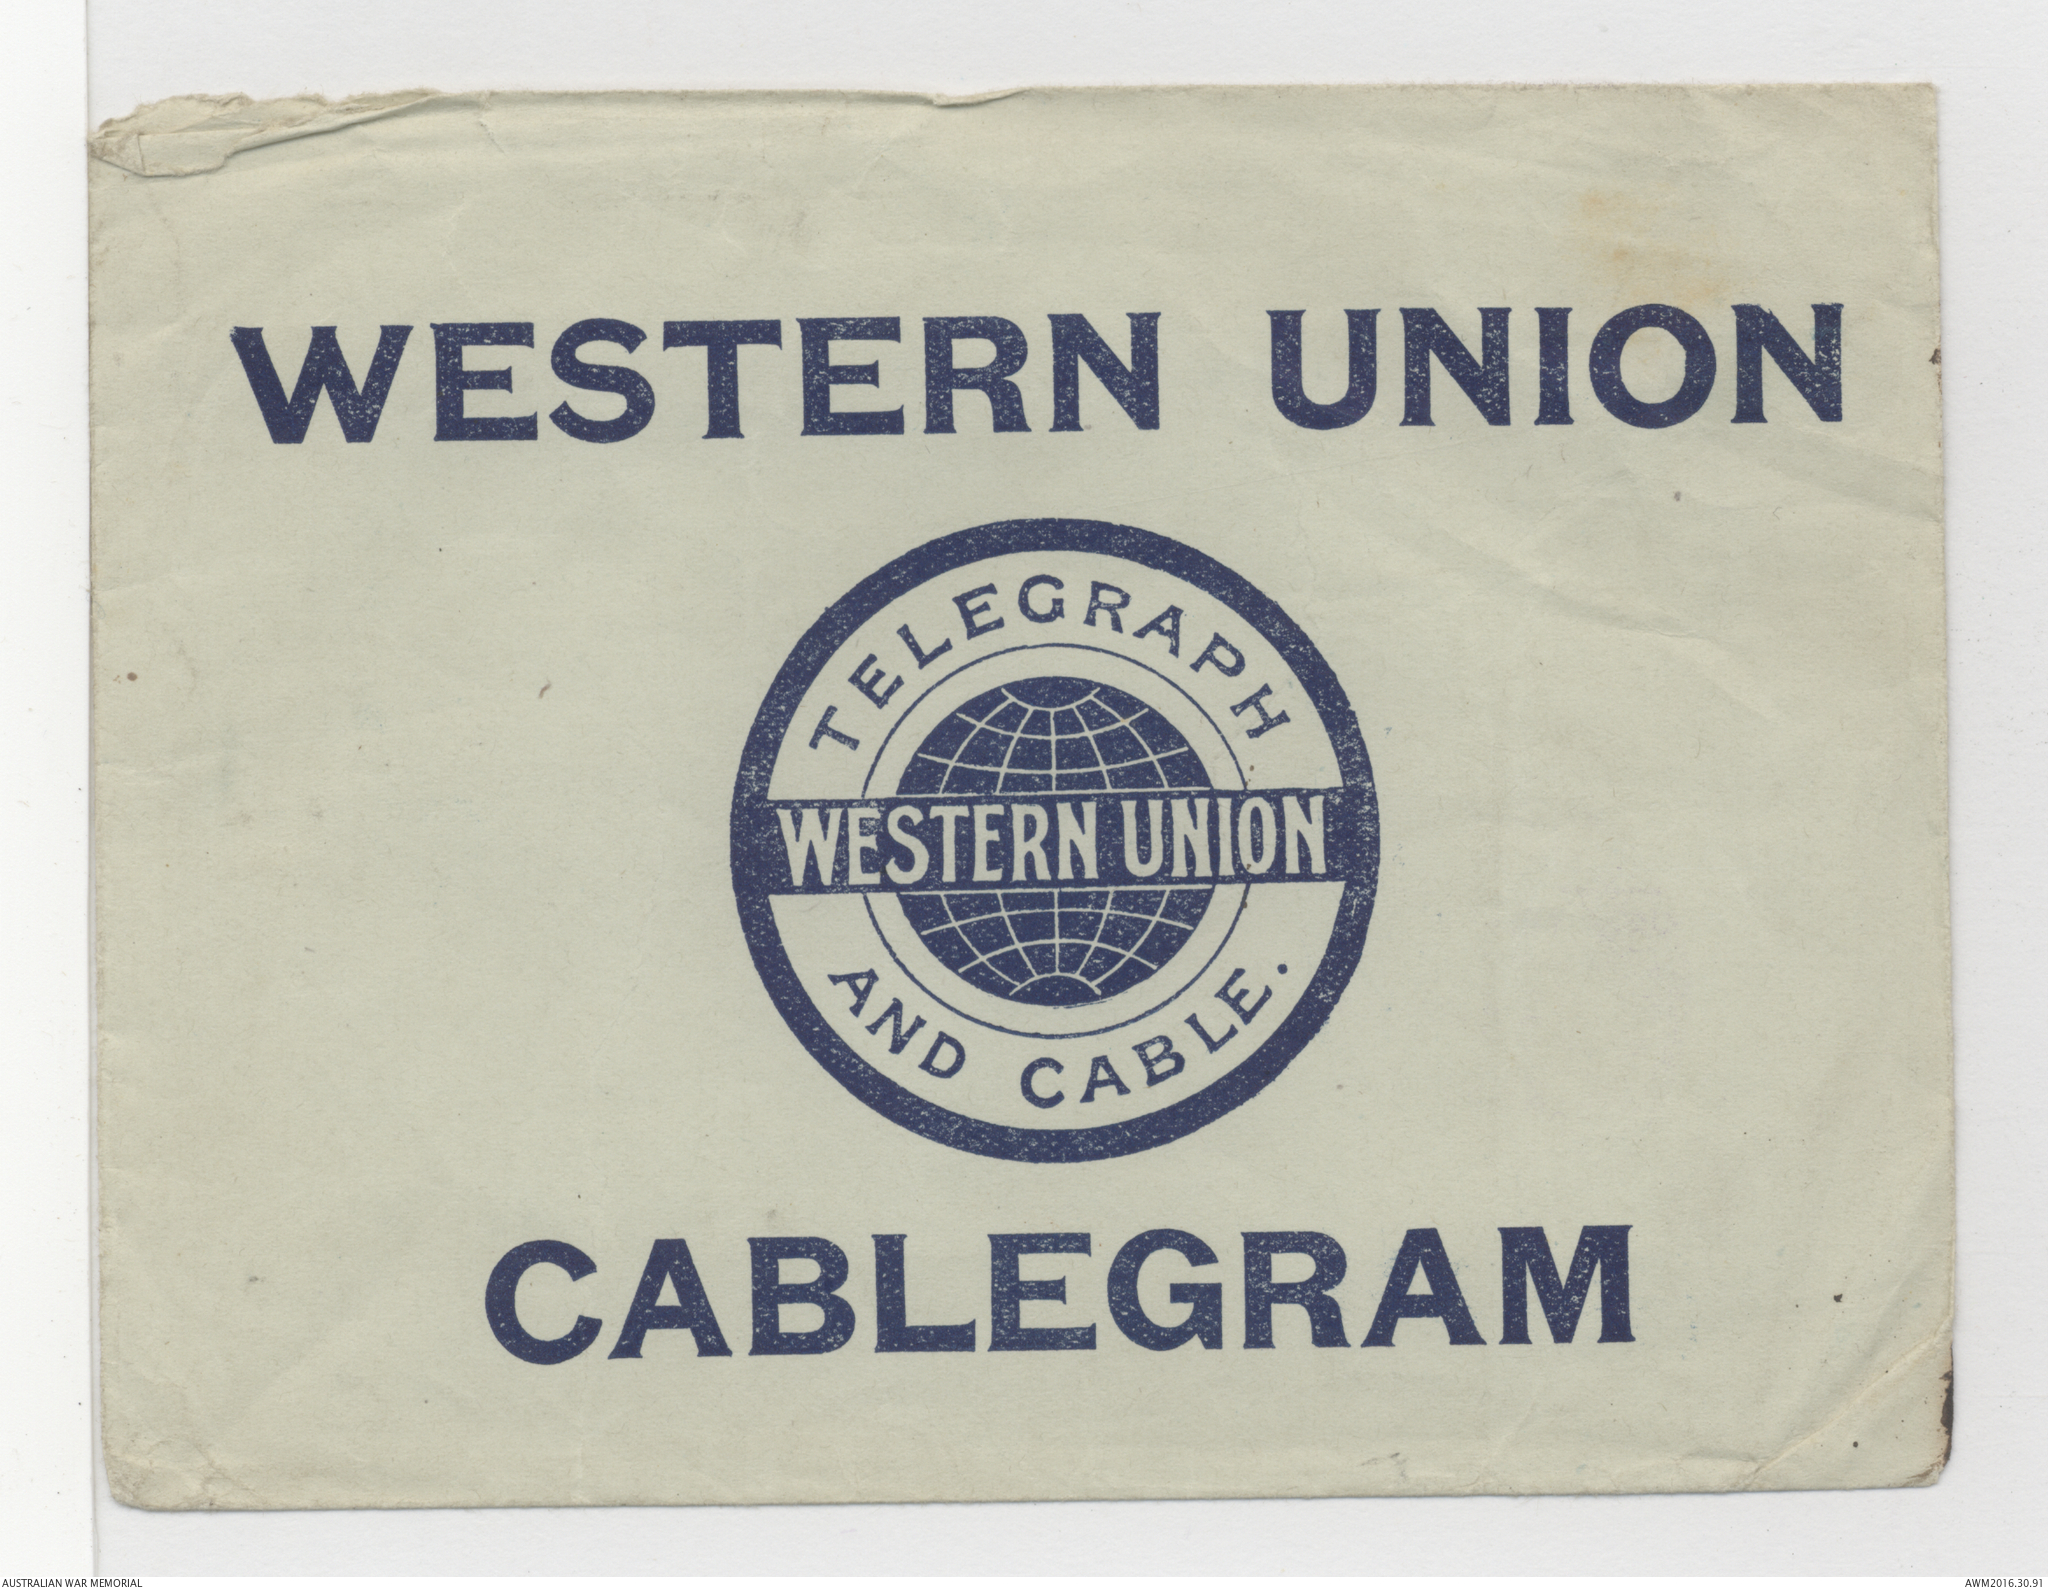 WESTERN UNION
TELEGRAPH
WESTERN UNION
AND CABLE.
CABLEGRAM
AUSTRALIAN WAR MEMORIAL
AWM2016.30.91